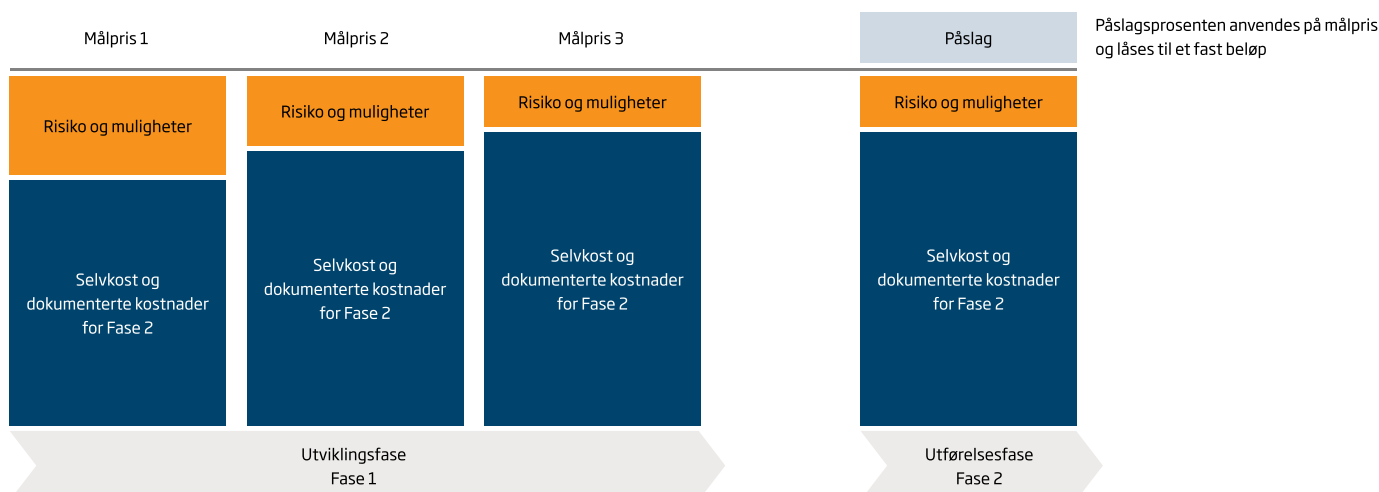 Målpris 1
Målpris 2
Målpris 3
Påslag
Påslagsprosenten anvendes på målpris
og låses til et fast beløp
Risiko og muligheter
Risiko og muligheter
Risiko og muligheter
Risiko og muligheter
Selvkost og
dokumenterte kostnader
for Fase 2
Selvkost og
dokumenterte kostnader
for Fase 2
Selvkost og
dokumenterte kostnader
for Fase 2
Selvkost og
dokumenterte kostnader
for Fase 2
Utviklingsfase
Fase 1
Utførelsesfase
Fase 2